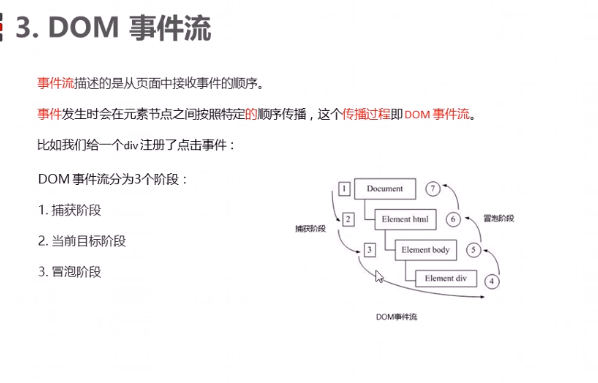 3. DOM 事件流
事件流描述的是从页面中接收事件的顺序。
事件发生时会在元素节点之间按照特定的顺序传播，这个传播过程即 DOM 事件流。
比如我们给一个div 注册了点击事件：
DOM 事件流分为3个阶段：
1. 捕获阶段
2. 当前目标阶段
3. 冒泡阶段
1 Document 7
2 Element html 6 冒泡阶段
捕获阶段
3 Element body 5
Element div 4
DOM事件流